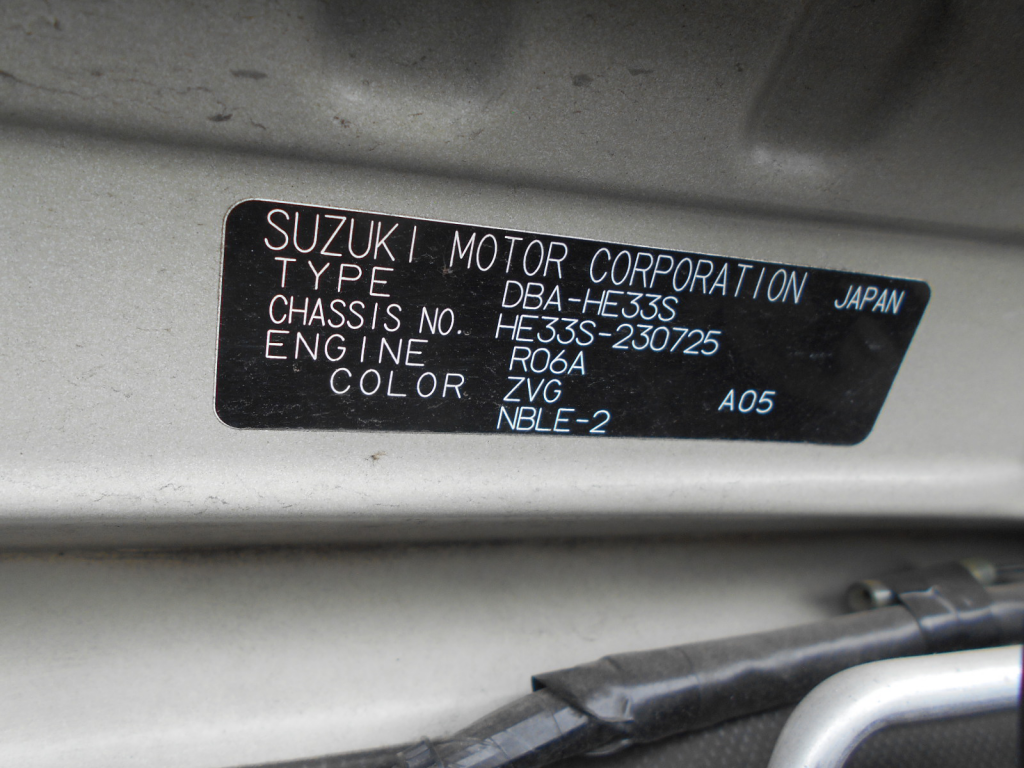 SUZUKI MOTOR CORPORATION JAPAN
TYPE DBA-HE33S
CHASSIS NO. HE33S-230725
ENGINE R06A
COLOR ZVG A05
NBLE-2